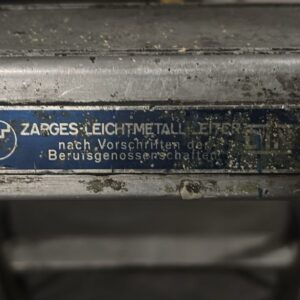 ZARGES-LEICHTMETALL-LEITER
nach Vorschriften der
Berufsgenossenschaften